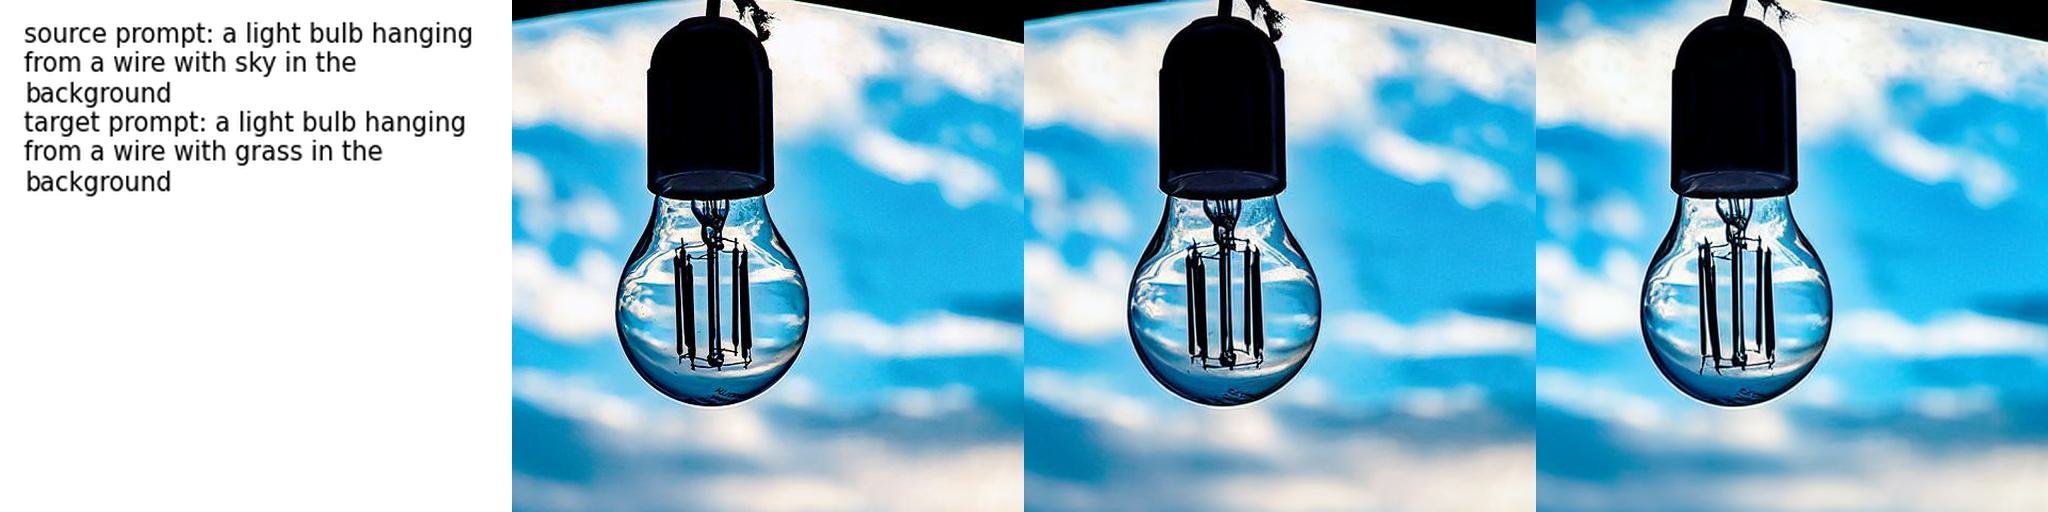 source prompt: a light bulb hanging
from a wire with sky in the
background
target prompt: a light bulb hanging
from a wire with grass in the
background